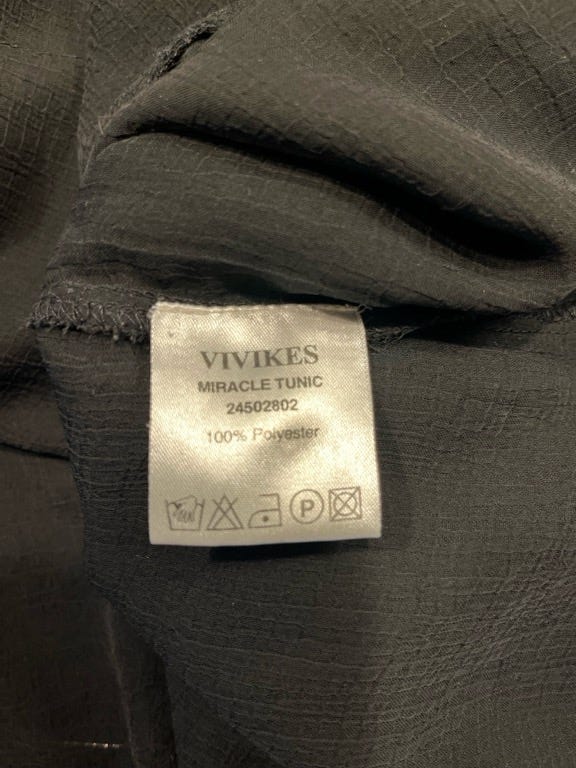 VIVIKES
MIRACLE TUNIC
24502802
100% Polyester
P